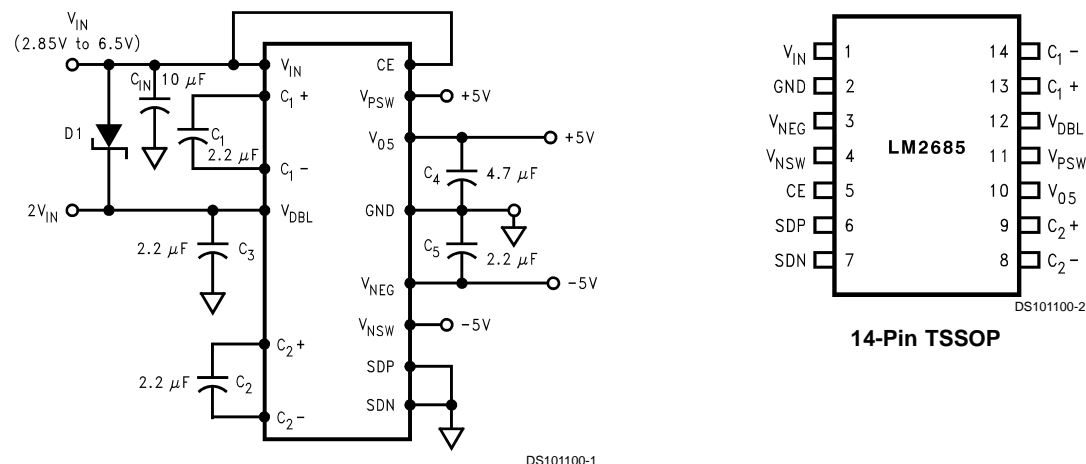 V_IN
(2.85V to 6.5V)
C_IN 10 µF
D1
C_1
2.2 µF
2V_IN
2.2 µF C_3
2.2 µF C_2
V_IN
C_1+
C_1-
V_DBL
C_2+
C_2-
CE
V_PSW +5V
V_05 +5V
C_4 4.7 µF
GND
C_5 2.2 µF
V_NEG -5V
V_NSW -5V
SDP
SDN
DS101100-1
LM2685
V_IN 1
GND 2
V_NEG 3
V_NSW 4
CE 5
SDP 6
SDN 7
14 C_1-
13 C_1+
12 V_DBL
11 V_PSW
10 V_05
9 C_2+
8 C_2-
DS101100-2
14-Pin TSSOP